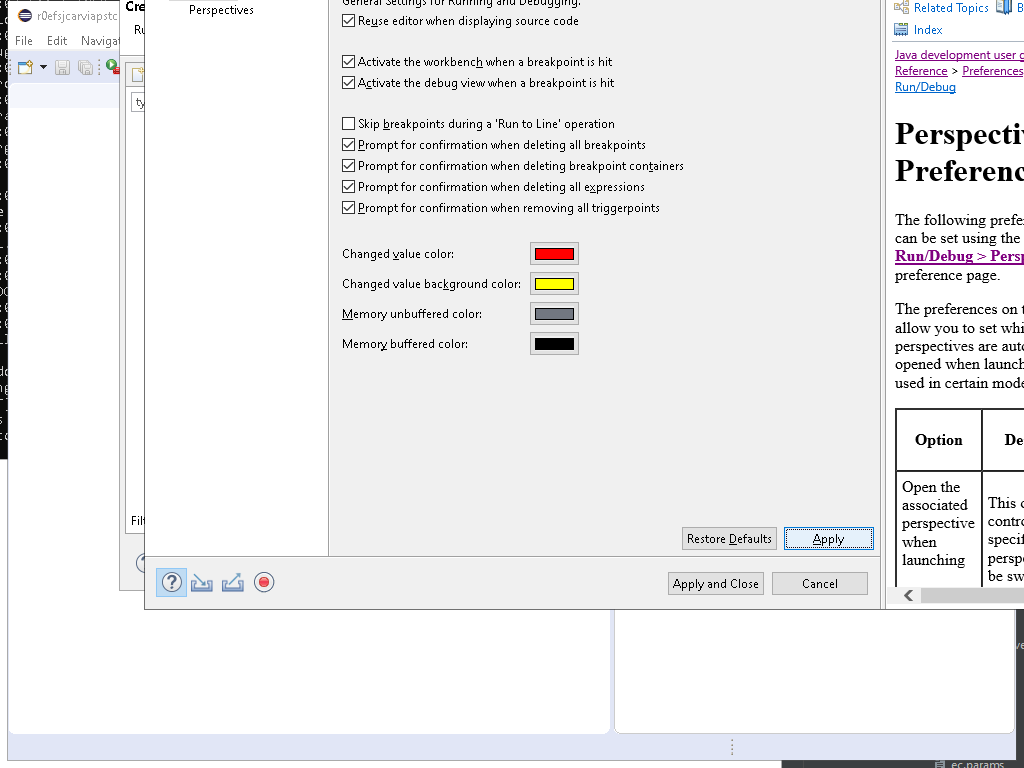 r0efsjcarviapstc
File Edit Naviga
Cre
Ru
ty
Filt
Perspectives
General Settings for Running and Debugging.
Reuse editor when displaying source code
Activate the workbench when a breakpoint is hit
Activate the debug view when a breakpoint is hit
Skip breakpoints during a 'Run to Line' operation
Prompt for confirmation when deleting all breakpoints
Prompt for confirmation when deleting breakpoint containers
Prompt for confirmation when deleting all expressions
Prompt for confirmation when removing all triggerpoints
Changed value color:
Changed value background color:
Memory unbuffered color:
Memory buffered color:
Restore Defaults Apply
Apply and Close Cancel
Related Topics B
Index
Java development user g
Reference > Preferences
Run/Debug
Perspectiv
Preferenc
The following prefe
can be set using the
Run/Debug > Persp
preference page.
The preferences on t
allow you to set whi
perspectives are auto
opened when launch
used in certain mode
Option De
Open the
associated
perspective
when
launching
This c
contro
specif
perspe
be sw
ec.params